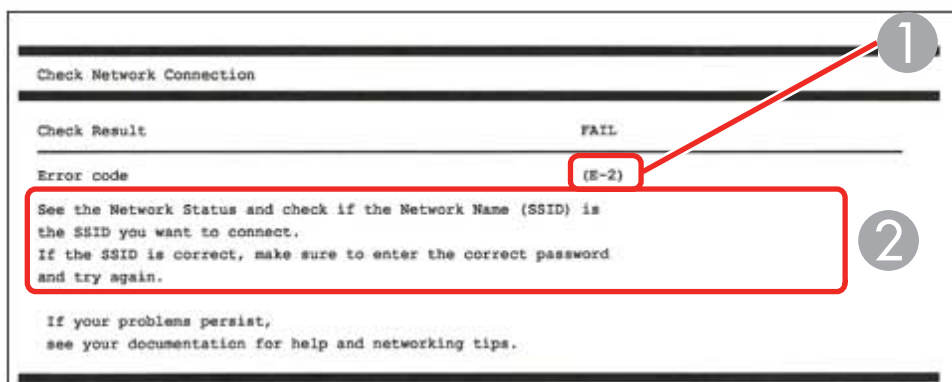 1
Check Network Connection
Check Result FAIL
Error code (E-2)
See the Network Status and check if the Network Name (SSID) is
the SSID you want to connect.
If the SSID is correct, make sure to enter the correct password
and try again.
2
If your problems persist,
see your documentation for help and networking tips.